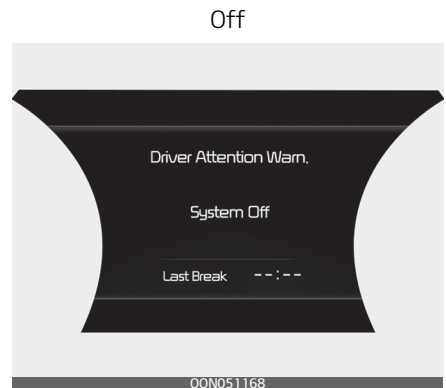 Off
Driver Attention Warn.
System Off
Last Break --:--
OON051168